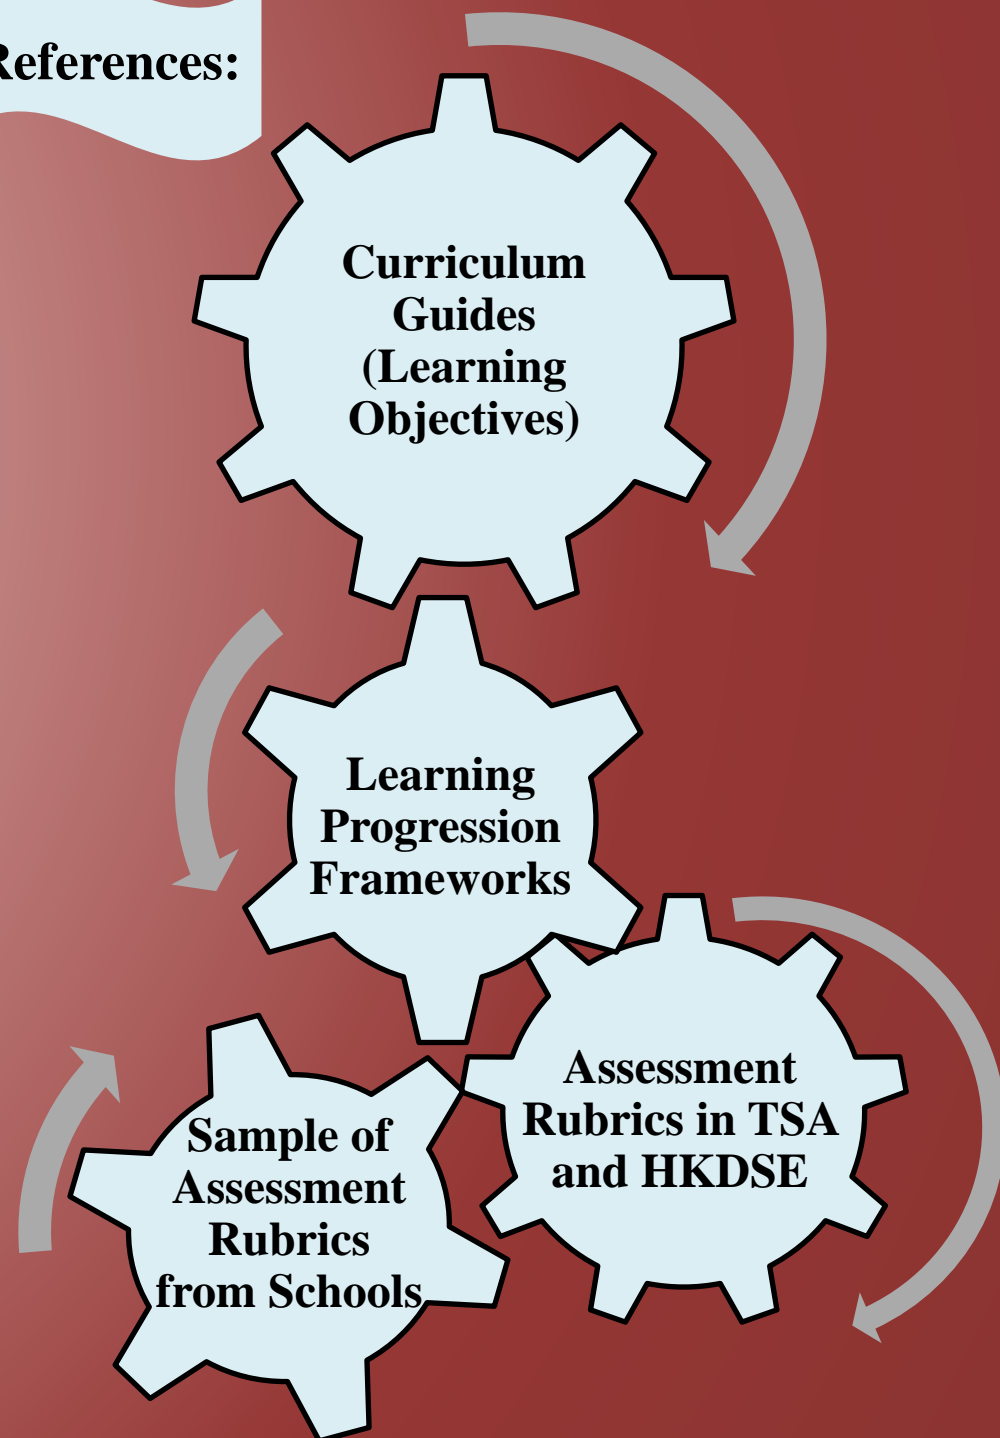 References:
Curriculum
Guides
(Learning
Objectives)
Learning
Progression
Frameworks
Assessment
Rubrics in TSA
and HKDSE
Sample of
Assessment
Rubrics
from Schools